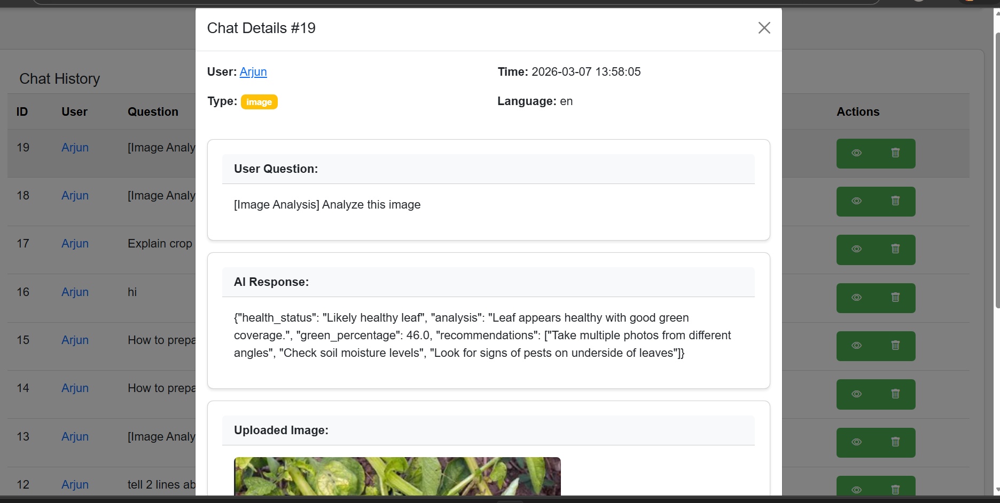 Chat Details #19
User: Arjun
Time: 2026-03-07 13:58:05
Type: image
Language: en
User Question:
[Image Analysis] Analyze this image
AI Response:
{"health_status": "Likely healthy leaf", "analysis": "Leaf appears healthy with good green
coverage.", "green_percentage": 46.0, "recommendations": ["Take multiple photos from different
angles", "Check soil moisture levels", "Look for signs of pests on underside of leaves"]}
Uploaded Image:
Chat History
ID User Question Actions
19 Arjun [Image Analy
18 Arjun [Image Analy
17 Arjun Explain crop
16 Arjun hi
15 Arjun How to prepa
14 Arjun How to prepa
13 Arjun [Image Analy
12 Arjun tell 2 lines ab